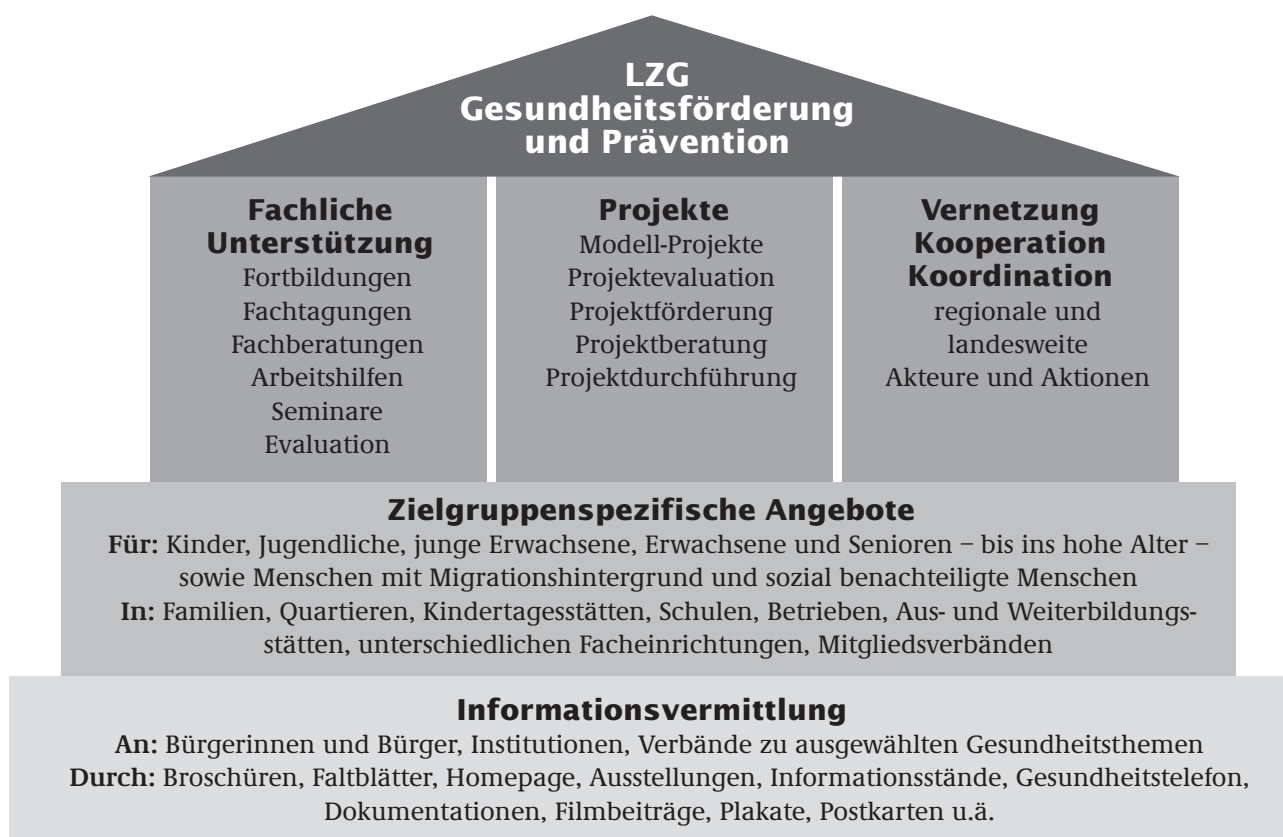 LZG
Gesundheitsförderung
und Prävention
Fachliche
Unterstützung
Fortbildungen
Fachtagungen
Fachberatungen
Arbeitshilfen
Seminare
Evaluation
Projekte
Modell-Projekte
Projektevaluation
Projektförderung
Projektberatung
Projektdurchführung
Vernetzung
Kooperation
Koordination
regionale und
landesweite
Akteure und Aktionen
Zielgruppenspezifische Angebote
Für: Kinder, Jugendliche, junge Erwachsene, Erwachsene und Senioren – bis ins hohe Alter –
sowie Menschen mit Migrationshintergrund und sozial benachteiligte Menschen
In: Familien, Quartieren, Kindertagesstätten, Schulen, Betrieben, Aus- und Weiterbildungs-
stätten, unterschiedlichen Facheinrichtungen, Mitgliedsverbänden
Informationsvermittlung
An: Bürgerinnen und Bürger, Institutionen, Verbände zu ausgewählten Gesundheitsthemen
Durch: Broschüren, Faltblätter, Homepage, Ausstellungen, Informationsstände, Gesundheitstelefon,
Dokumentationen, Filmbeiträge, Plakate, Postkarten u.ä.